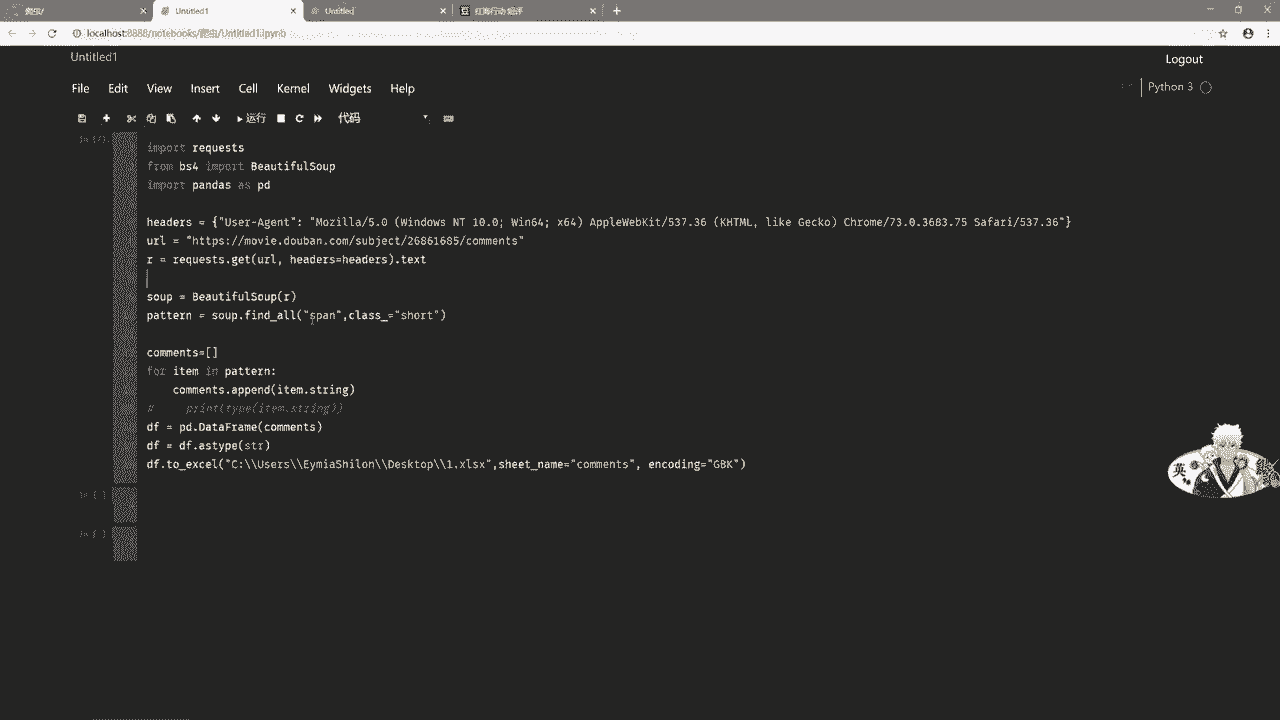 爬虫/
Untitled1
Untitled
红海行动 短评
localhost:8888/notebooks/爬虫/Untitled1.ipynb
Untitled1
Logout
File Edit View Insert Cell Kernel Widgets Help
Python 3
运行
代码
import requests
from bs4 import BeautifulSoup
import pandas as pd
headers = {"User-Agent": "Mozilla/5.0 (Windows NT 10.0; Win64; x64) AppleWebKit/537.36 (KHTML, like Gecko) Chrome/73.0.3683.75 Safari/537.36"}
url = "https://movie.douban.com/subject/26861685/comments"
r = requests.get(url, headers=headers).text
soup = BeautifulSoup(r)
pattern = soup.find_all("span",class_="short")
comments=[]
for item in pattern:
comments.append(item.string)
# print(type(item.string))
df = pd.DataFrame(comments)
df = df.astype(str)
df.to_excel("C:\\Users\\EymiaShilon\\Desktop\\1.xlsx",sheet_name="comments", encoding="GBK")
In [ ]:
In [ ]:
英